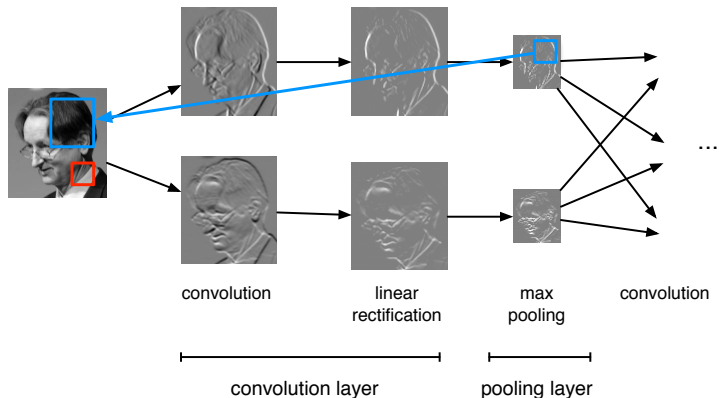 ...
convolution
linear
rectification
max
pooling
convolution
convolution layer
pooling layer